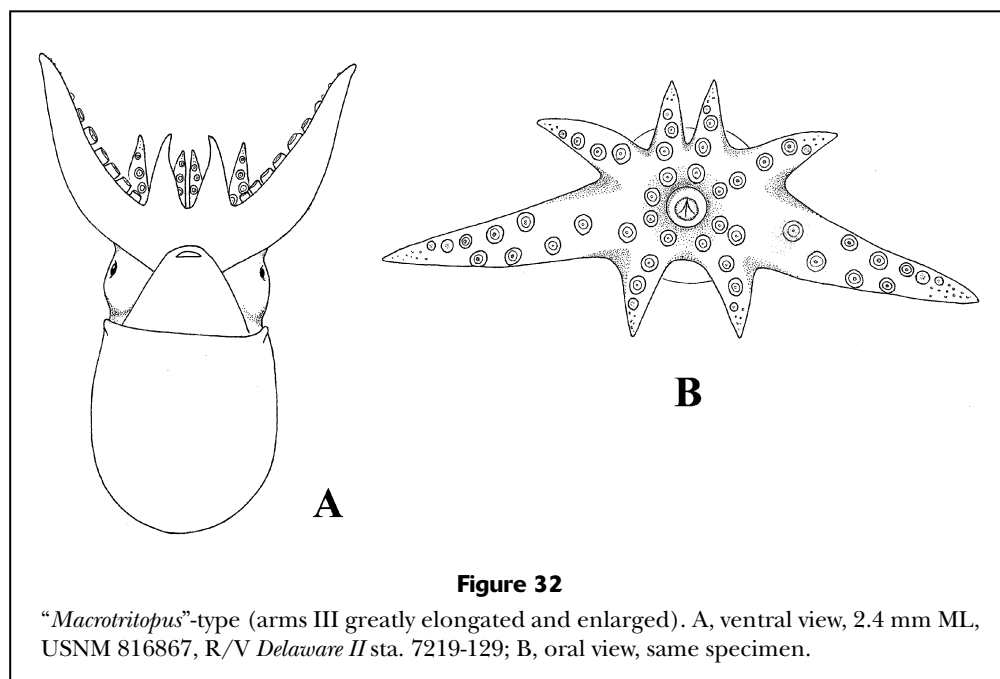 A
B
Figure 32
“Macrotritopus”-type (arms III greatly elongated and enlarged). A, ventral view, 2.4 mm ML,
USNM 816867, R/V Delaware II sta. 7219-129; B, oral view, same specimen.